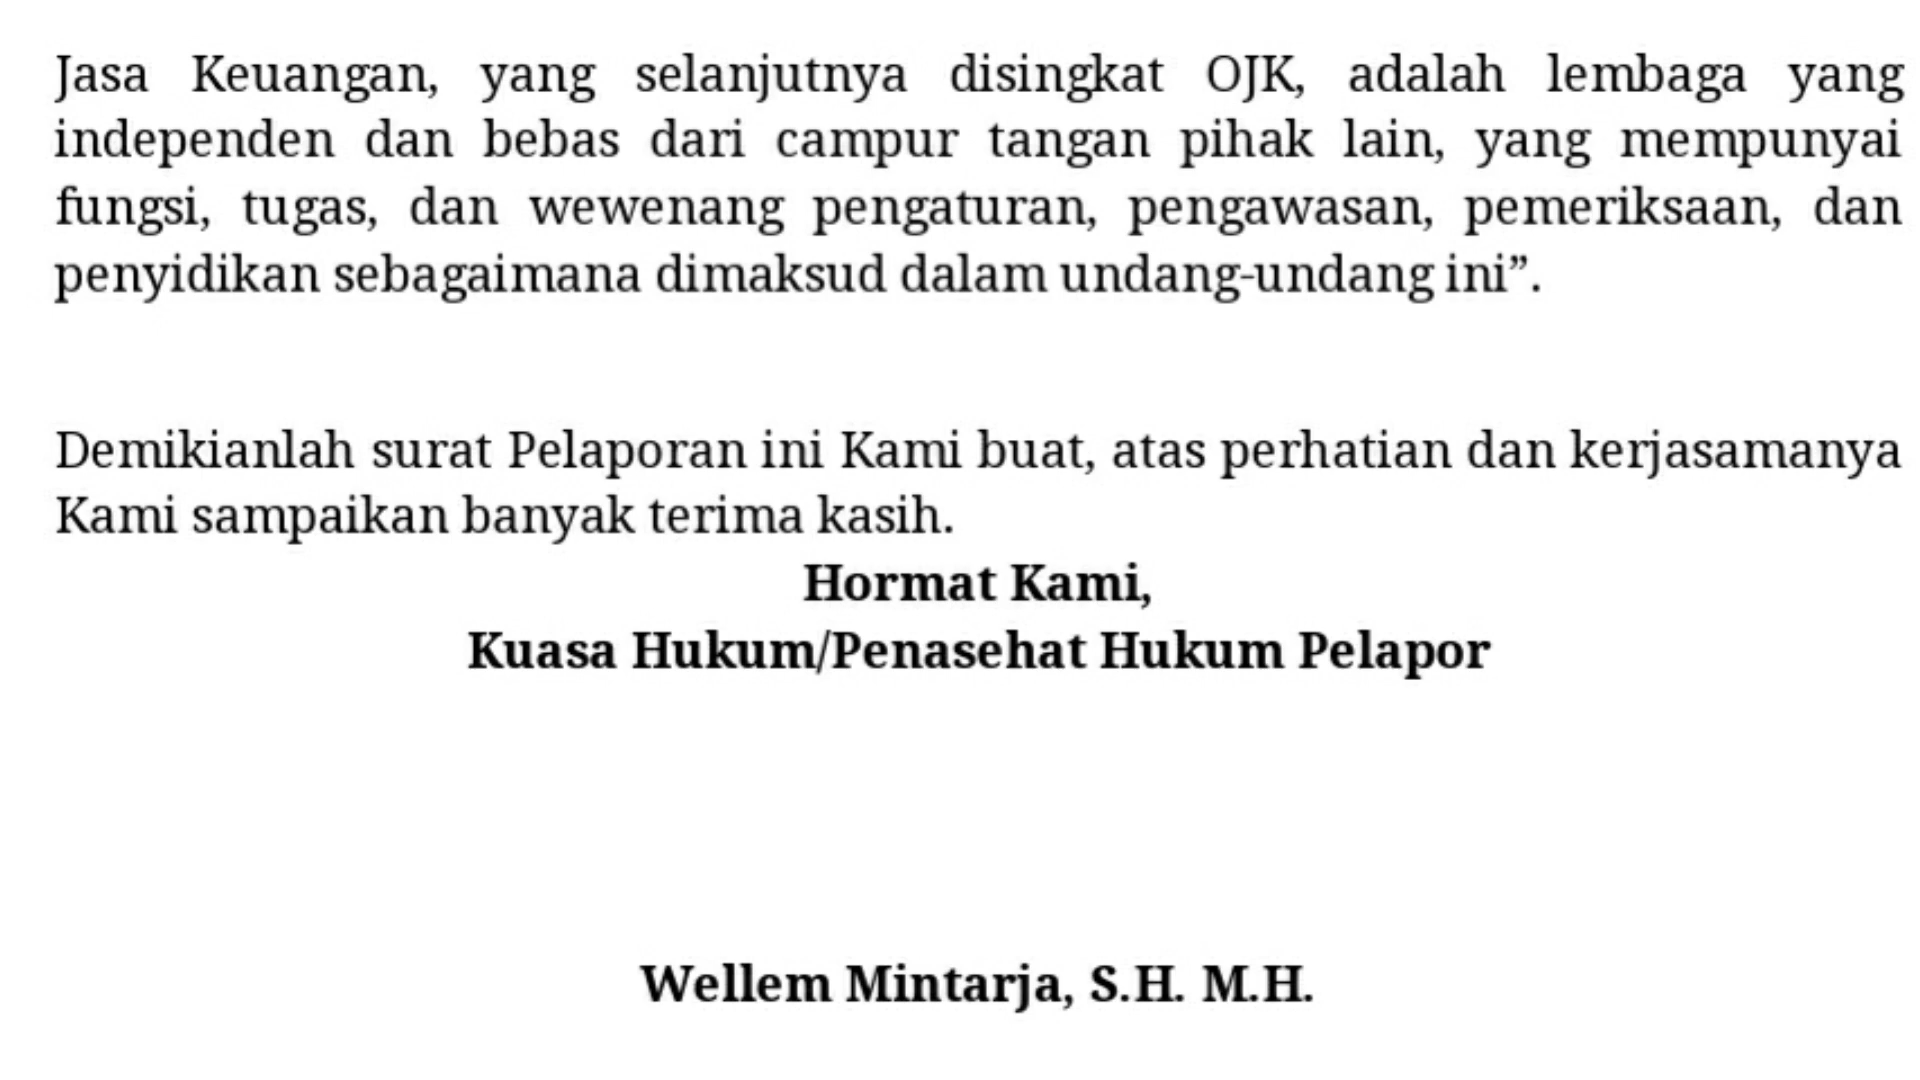 Jasa Keuangan, yang selanjutnya disingkat OJK, adalah lembaga yang
independen dan bebas dari campur tangan pihak lain, yang mempunyai
fungsi, tugas, dan wewenang pengaturan, pengawasan, pemeriksaan, dan
penyidikan sebagaimana dimaksud dalam undang-undang ini”.
Demikianlah surat Pelaporan ini Kami buat, atas perhatian dan kerjasamanya
Kami sampaikan banyak terima kasih.
Hormat Kami,
Kuasa Hukum/Penasehat Hukum Pelapor
Wellem Mintarja, S.H. M.H.